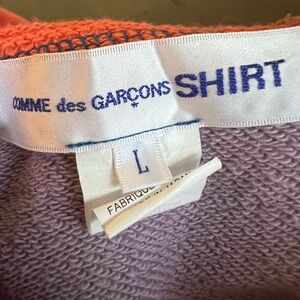 COMME des GARÇONS SHIRT
L
FABRIQUÉ